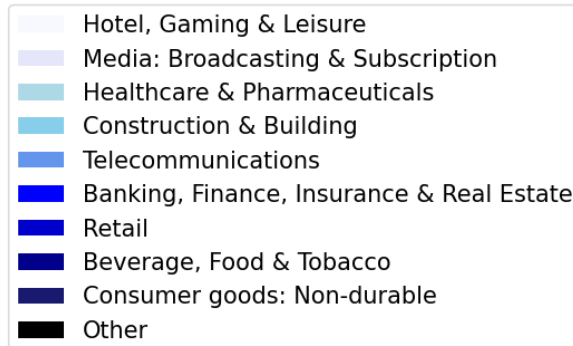 Hotel, Gaming & Leisure
Media: Broadcasting & Subscription
Healthcare & Pharmaceuticals
Construction & Building
Telecommunications
Banking, Finance, Insurance & Real Estate
Retail
Beverage, Food & Tobacco
Consumer goods: Non-durable
Other